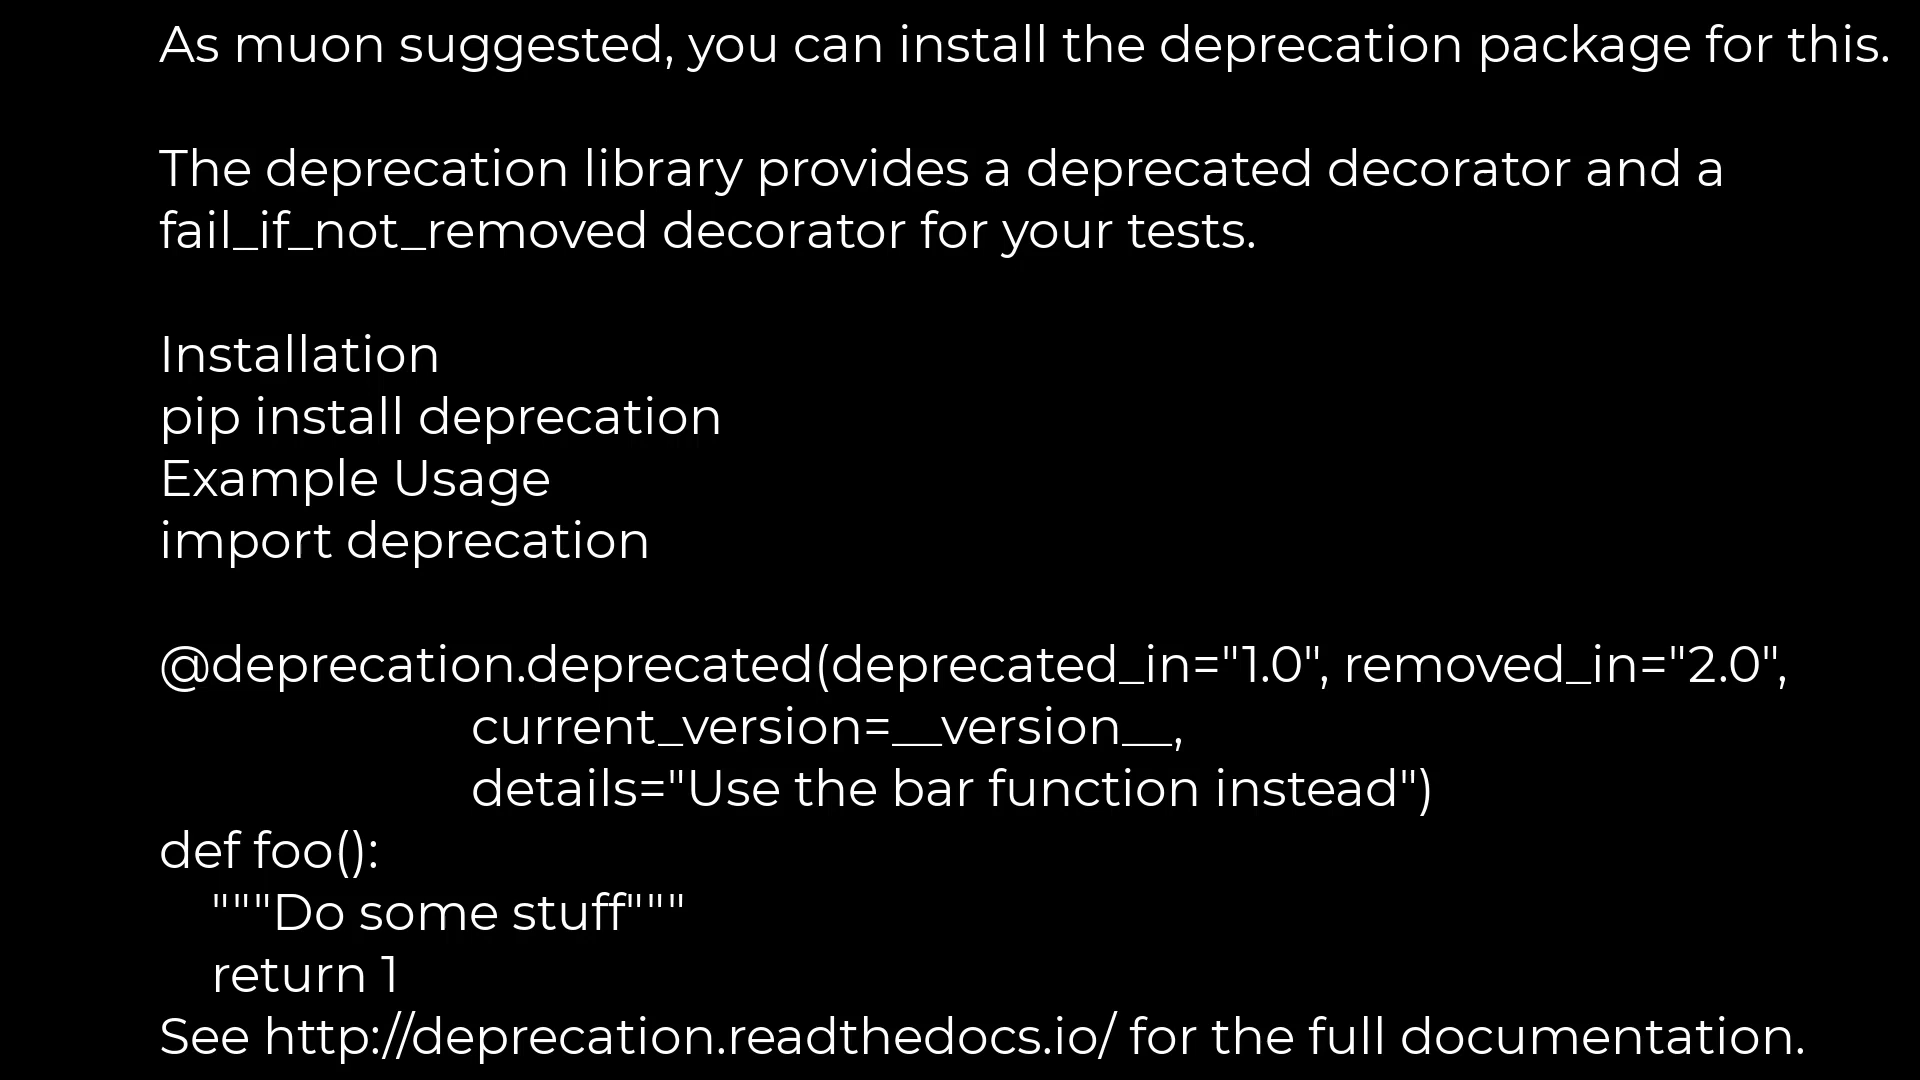 As muon suggested, you can install the deprecation package for this.
The deprecation library provides a deprecated decorator and a
fail_if_not_removed decorator for your tests.
Installation
pip install deprecation
Example Usage
import deprecation
@deprecation.deprecated(deprecated_in="1.0", removed_in="2.0",
current_version=__version__,
details="Use the bar function instead")
def foo():
"""Do some stuff"""
return 1
See http://deprecation.readthedocs.io/ for the full documentation.